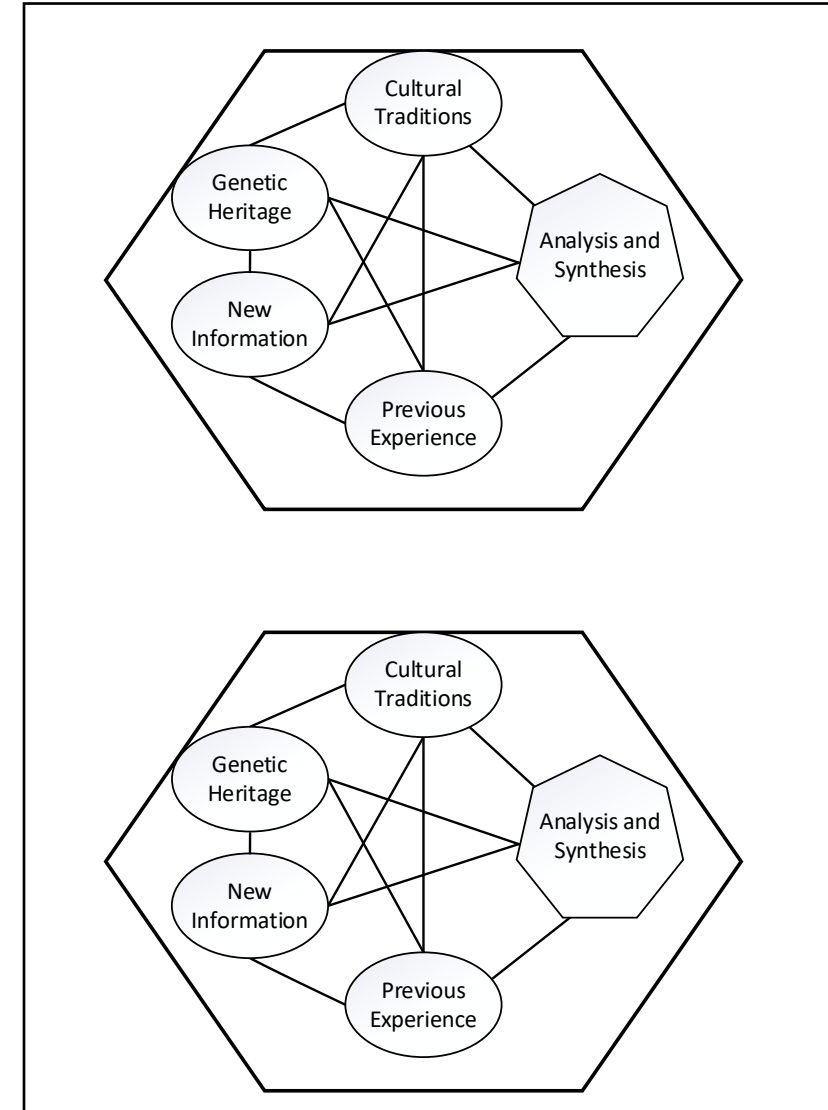 Cultural
Traditions
Genetic
Heritage
Analysis and
Synthesis
New
Information
Previous
Experience
Cultural
Traditions
Genetic
Heritage
Analysis and
Synthesis
New
Information
Previous
Experience